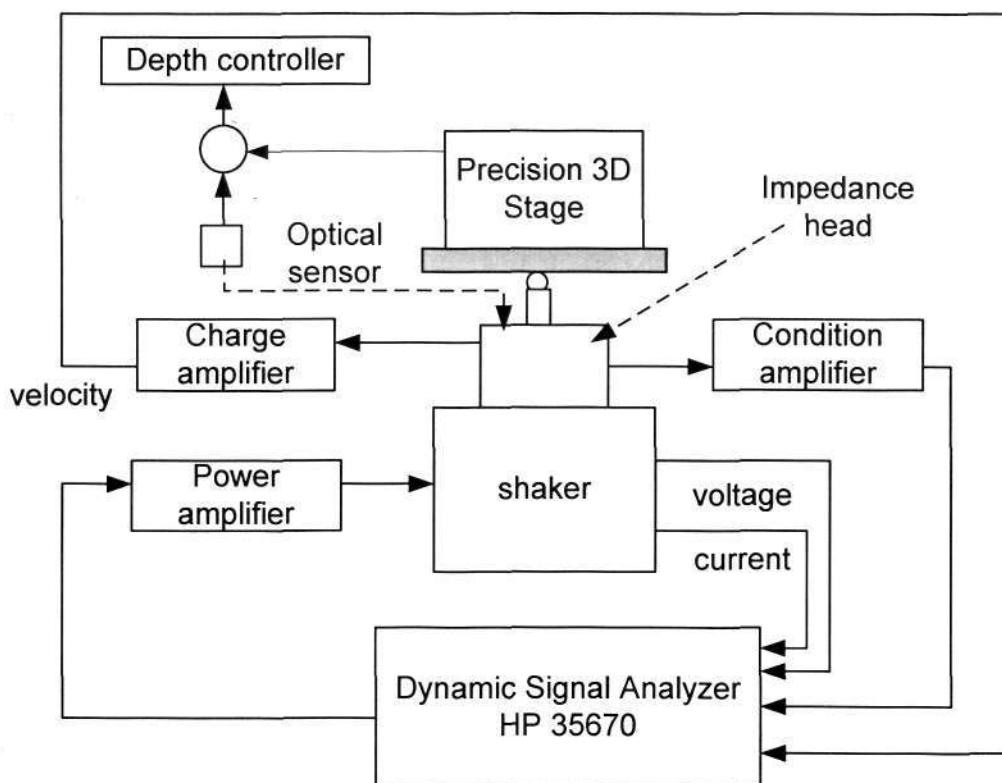 Depth controller
Precision 3D
Stage
Impedance
head
Optical
sensor
Charge
amplifier
Condition
amplifier
velocity
Power
amplifier
shaker
voltage
current
Dynamic Signal Analyzer
HP 35670